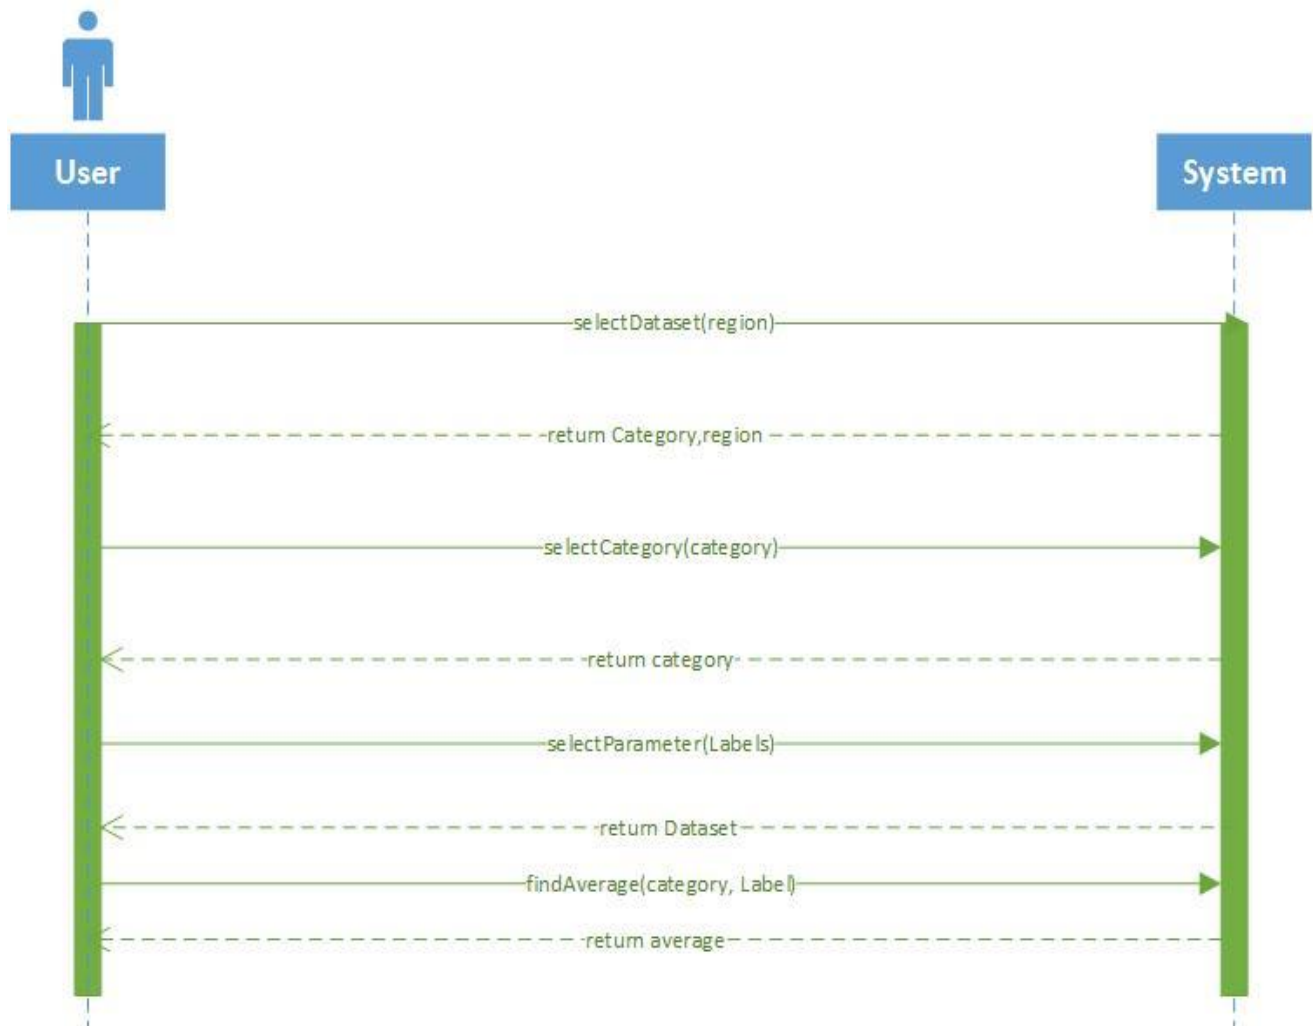 User
System
selectDataset(region)
return Category,region
selectCategory(category)
return category
selectParameter(Labels)
return Dataset
findAverage(category, Label)
return average